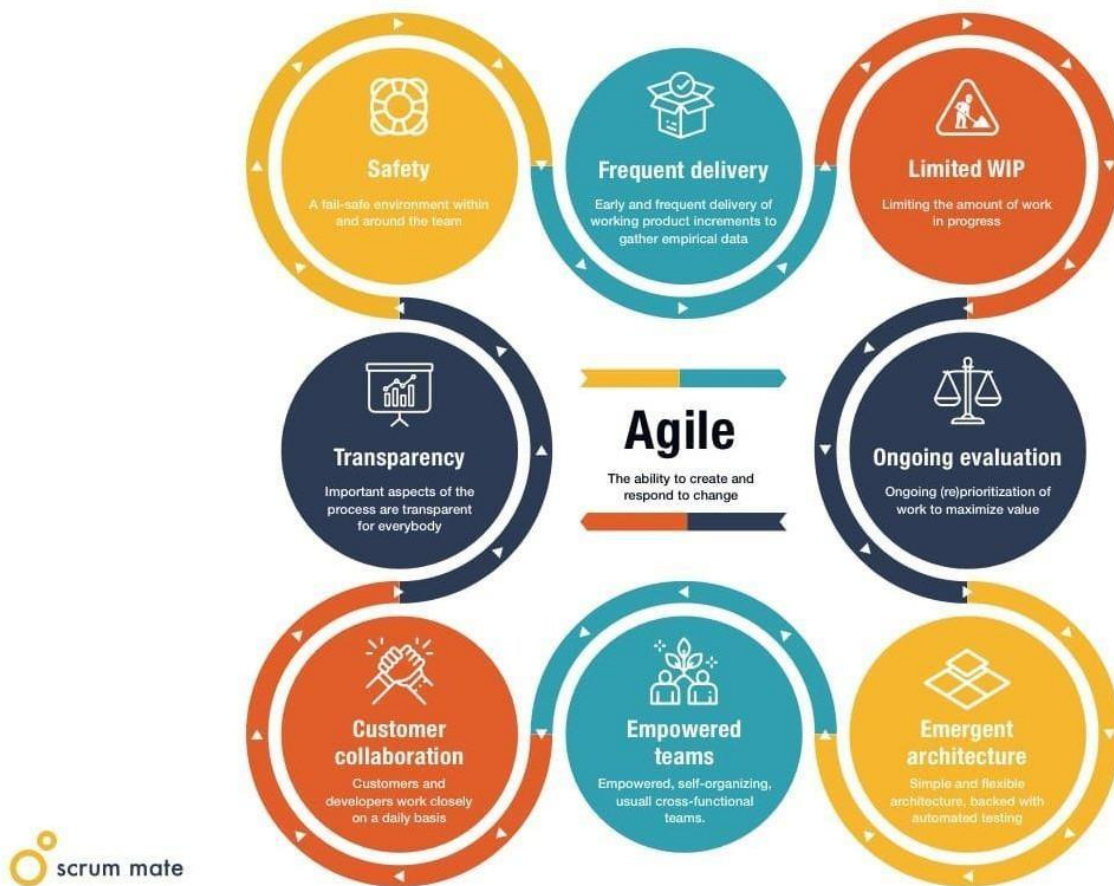 Safety
A fail-safe environment within
and around the team
Frequent delivery
Early and frequent delivery of
working product increments to
gather empirical data
Limited WIP
Limiting the amount of work
in progress
Transparency
Important aspects of the
process are transparent
for everybody
Agile
The ability to create and
respond to change
Ongoing evaluation
Ongoing (re)prioritization of
work to maximize value
Customer
collaboration
Customers and
developers work closely
on a daily basis
Empowered
teams
Empowered, self-organizing,
usuall cross-functional
teams.
Emergent
architecture
Simple and flexible
architecture, backed with
automated testing
scrum mate